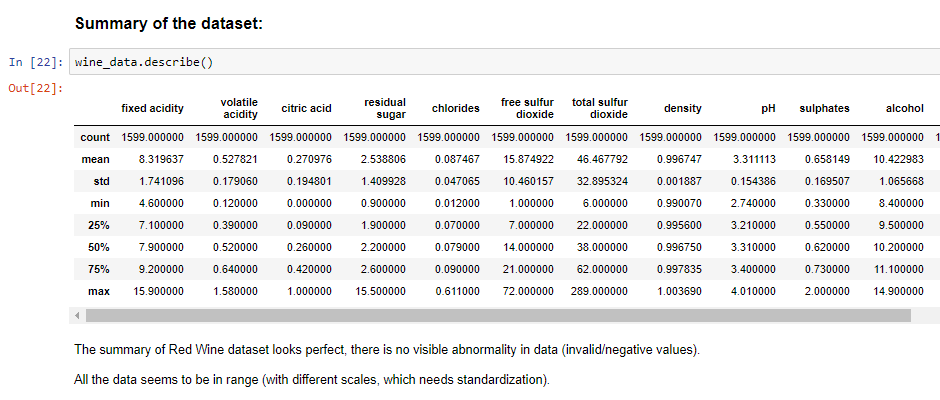 Summary of the dataset:
In [22]: wine_data.describe()
Out[22]:
fixed acidity volatile acidity citric acid residual sugar chlorides free sulfur dioxide total sulfur dioxide density pH sulphates alcohol
count 1599.000000 1599.000000 1599.000000 1599.000000 1599.000000 1599.000000 1599.000000 1599.000000 1599.000000 1599.000000 1599.000000 1
mean 8.319637 0.527821 0.270976 2.538806 0.087467 15.874922 46.467792 0.996747 3.311113 0.658149 10.422983
std 1.741096 0.179060 0.194801 1.409928 0.047065 10.460157 32.895324 0.001887 0.154386 0.169507 1.065668
min 4.600000 0.120000 0.000000 0.900000 0.012000 1.000000 6.000000 0.990070 2.740000 0.330000 8.400000
25% 7.100000 0.390000 0.090000 1.900000 0.070000 7.000000 22.000000 0.995600 3.210000 0.550000 9.500000
50% 7.900000 0.520000 0.260000 2.200000 0.079000 14.000000 38.000000 0.996750 3.310000 0.620000 10.200000
75% 9.200000 0.640000 0.420000 2.600000 0.090000 21.000000 62.000000 0.997835 3.400000 0.730000 11.100000
max 15.900000 1.580000 1.000000 15.500000 0.611000 72.000000 289.000000 1.003690 4.010000 2.000000 14.900000
The summary of Red Wine dataset looks perfect, there is no visible abnormality in data (invalid/negative values).
All the data seems to be in range (with different scales, which needs standardization).